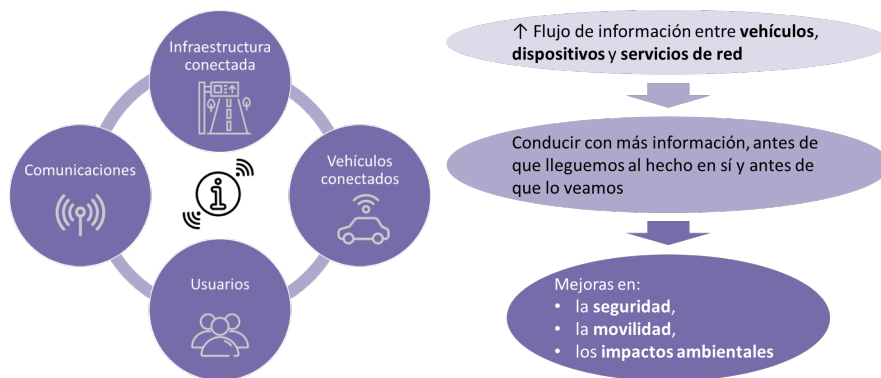 Infraestructura
conectada
Comunicaciones
Vehículos
conectados
Usuarios
↑ Flujo de información entre vehículos,
dispositivos y servicios de red
Conducir con más información, antes de
que lleguemos al hecho en sí y antes de
que lo veamos
Mejoras en:
• la seguridad,
• la movilidad,
• los impactos ambientales